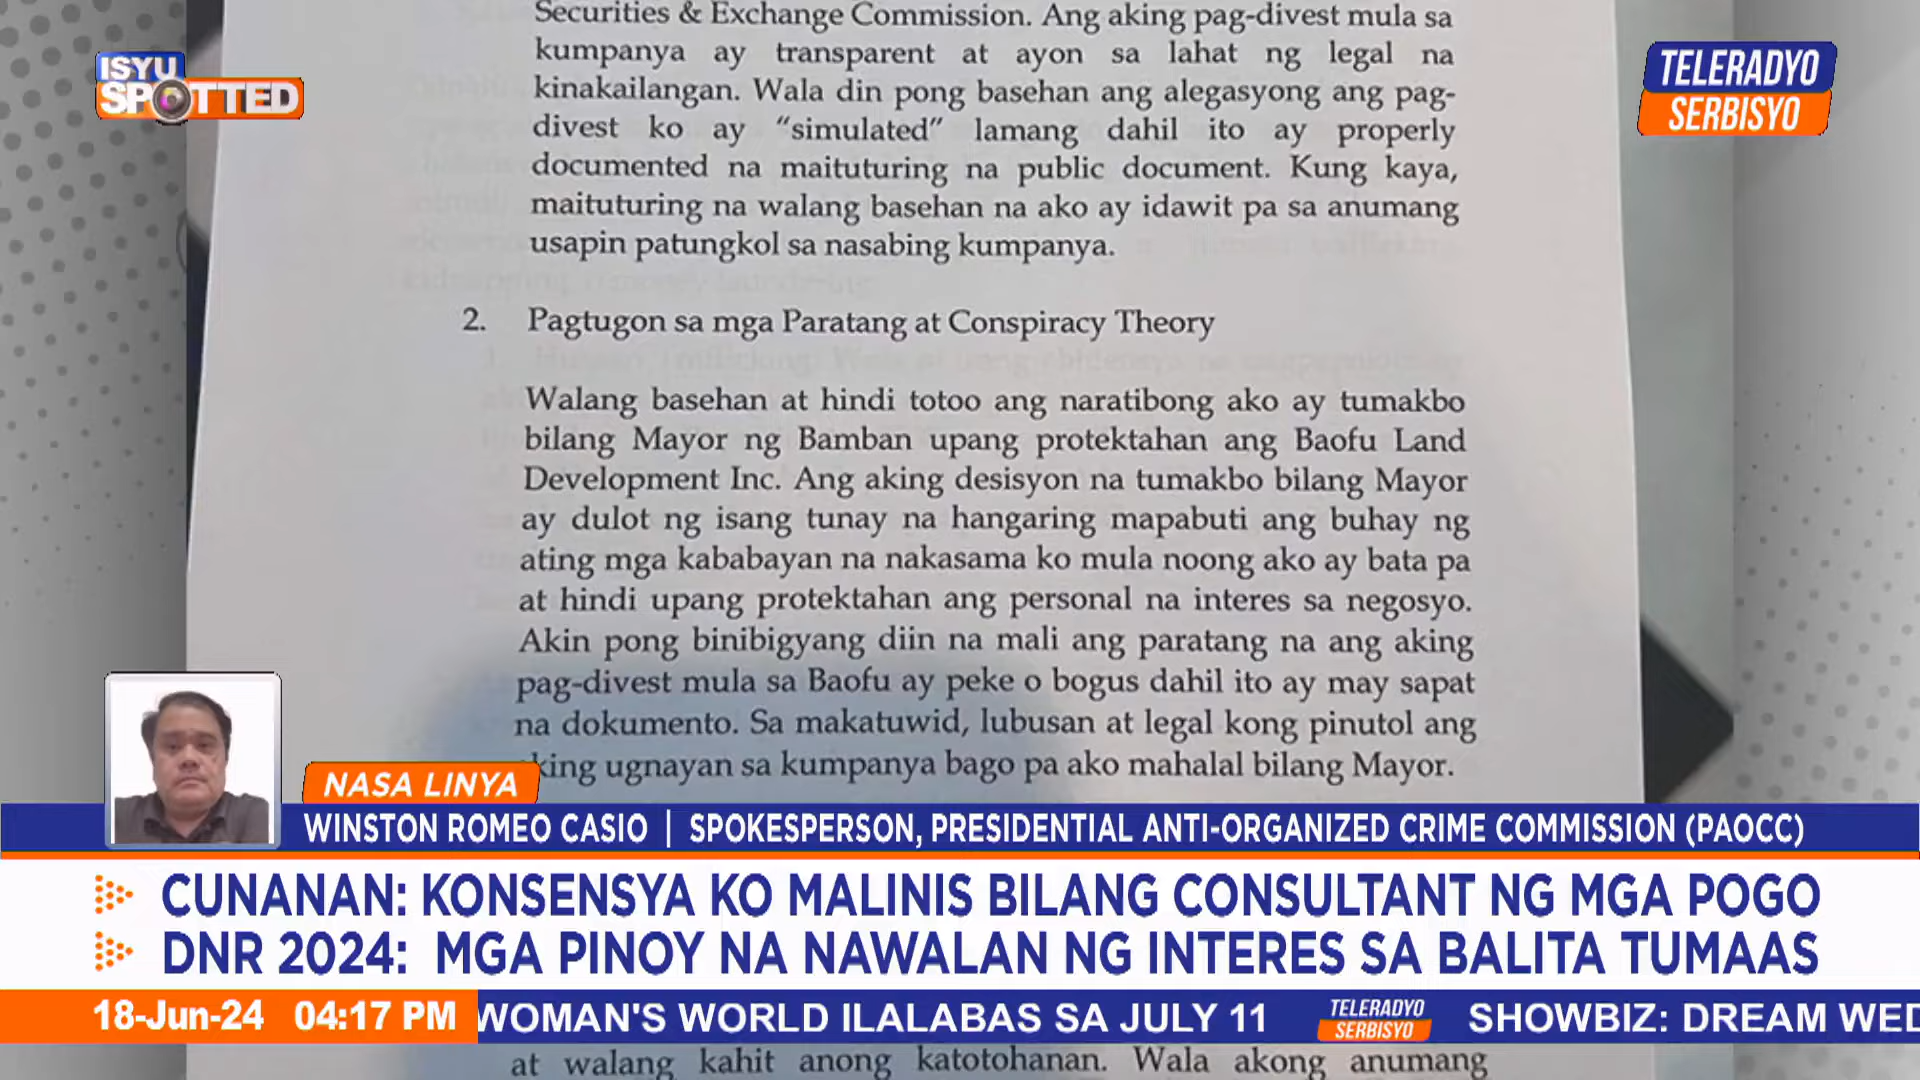 Securities & Exchange Commission. Ang aking pag-divest mula sa
kumpanya ay transparent at ayon sa lahat ng legal na
kinakailangan. Wala din pong basehan ang alegasyong ang pag-
divest ko ay “simulated” lamang dahil ito ay properly
documented na maituturing na public document. Kung kaya,
maituturing na walang basehan na ako ay idawit pa sa anumang
usapin patungkol sa nasabing kumpanya.
2. Pagtugon sa mga Paratang at Conspiracy Theory
Walang basehan at hindi totoo ang naratibong ako ay tumakbo
bilang Mayor ng Bamban upang protektahan ang Baofu Land
Development Inc. Ang aking desisyon na tumakbo bilang Mayor
ay dulot ng isang tunay na hangaring mapabuti ang buhay ng
ating mga kababayan na nakasama ko mula noong ako ay bata pa
at hindi upang protektahan ang personal na interes sa negosyo.
Akin pong binibigyang diin na mali ang paratang na ang aking
pag-divest mula sa Baofu ay peke o bogus dahil ito ay may sapat
na dokumento. Sa makatuwid, lubusan at legal kong pinutol ang
king ugnayan sa kumpanya bago pa ako mahalal bilang Mayor.
ISYU
SPOTTED
TELERADYO
SERBISYO
NASA LINYA
WINSTON ROMEO CASIO | SPOKESPERSON, PRESIDENTIAL ANTI-ORGANIZED CRIME COMMISSION (PAOCC)
CUNANAN: KONSENSYA KO MALINIS BILANG CONSULTANT NG MGA POGO
DNR 2024: MGA PINOY NA NAWALAN NG INTERES SA BALITA TUMAAS
18-Jun-24 04:17 PM
WOMAN'S WORLD ILALABAS SA JULY 11
TELERADYO
SERBISYO
SHOWBIZ: DREAM WED
at walang kahit anong katotohanan. Wala akong anumang